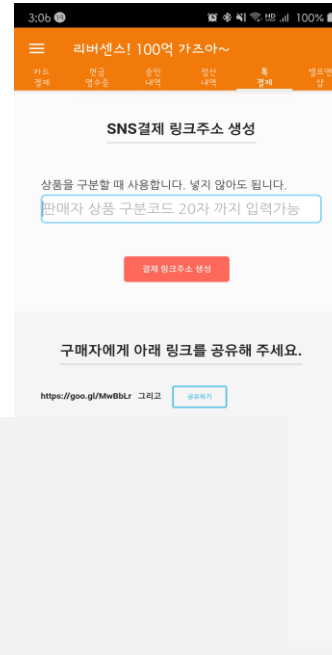 3:06 100%
리버센스! 100억 가즈아~
카드 현금 승인 정산 톡 셀프앤
결제 영수증 내역 내역 결제 샵
SNS결제 링크주소 생성
상품을 구분할 때 사용합니다. 넣지 않아도 됩니다.
판매자 상품 구분코드 20자 까지 입력가능
결제 링크주소 생성
구매자에게 아래 링크를 공유해 주세요.
https://goo.gl/MwBbLr 그리고 공유하기